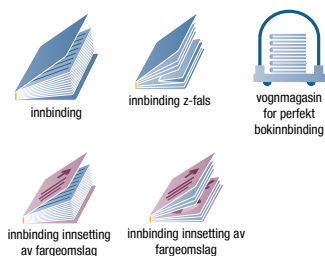 innbinding
innbinding z-fals
vognmagasin
for perfekt
bokinnbinding
innbinding innsetting
av fargeomslag
innbinding innsetting av
fargeomslag